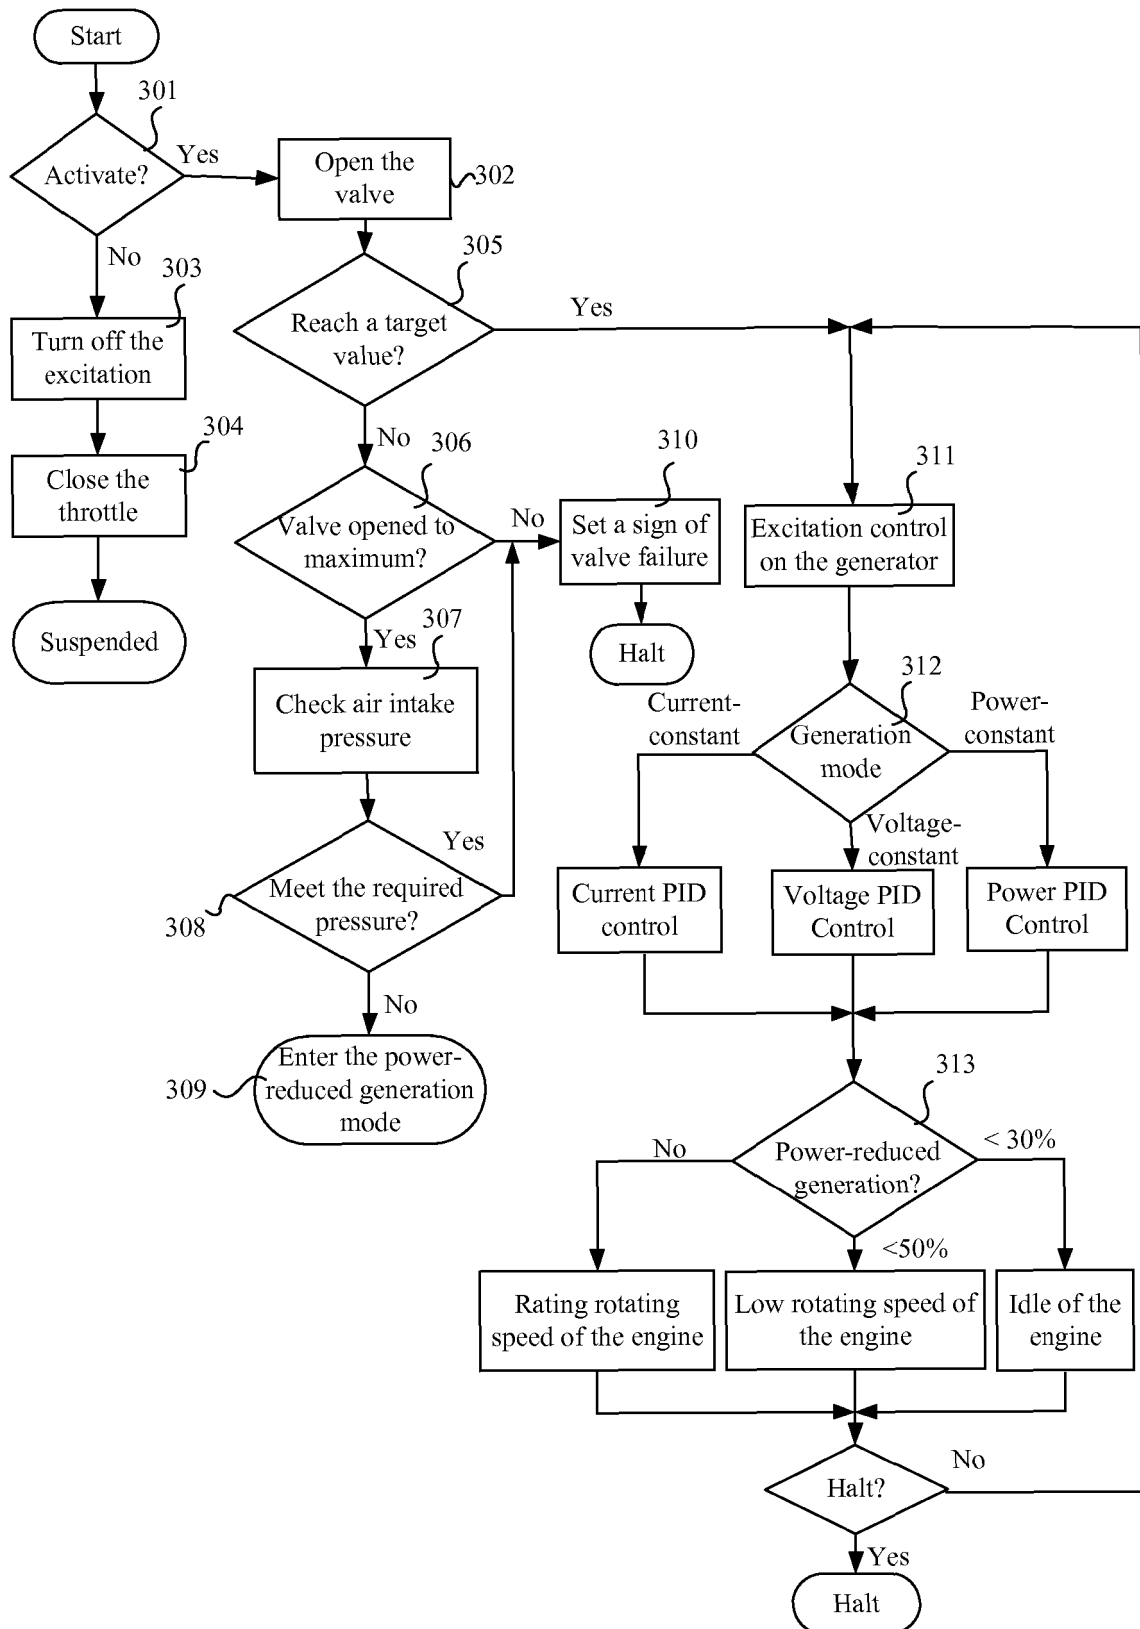 Start
301
Activate?
Yes
Open the
valve
302
No
303
305
Turn off the
excitation
Reach a target
value?
Yes
304
Close the
throttle
No
306
310
311
Valve opened to
maximum?
No
Set a sign of
valve failure
Excitation control
on the generator
Suspended
Yes
307
Halt
312
Check air intake
pressure
Current-
constant
Generation
mode
Power-
constant
Yes
Voltage-
constant
Meet the required
pressure?
308
Current PID
control
Voltage PID
Control
Power PID
Control
No
Enter the power-
reduced generation
mode
309
313
No
Power-reduced
generation?
< 30%
<50%
Rating rotating
speed of the engine
Low rotating speed of
the engine
Idle of the
engine
Halt?
No
Yes
Halt